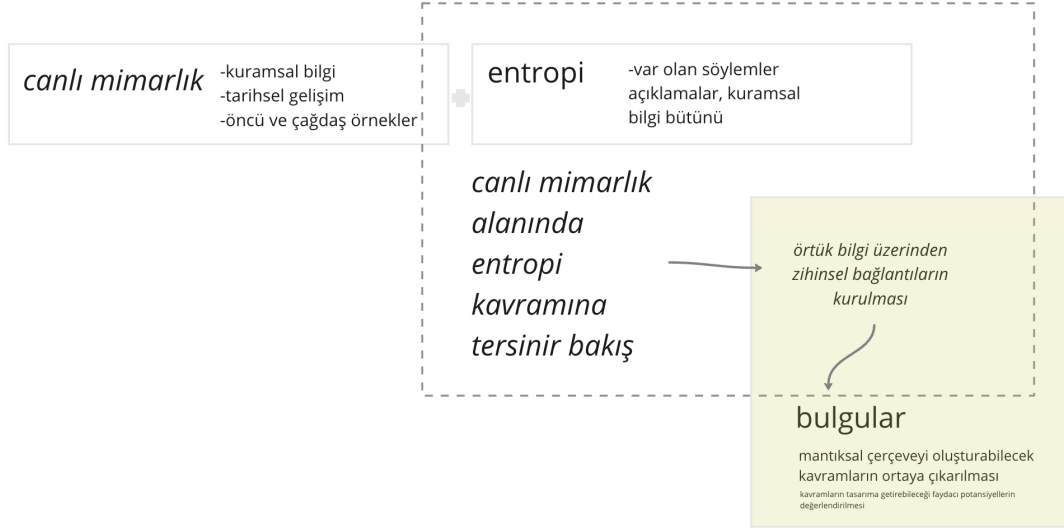 canlı mimarlık
-kuramsal bilgi
-tarihsel gelişim
-öncü ve çağdaş örnekler
entropi
-var olan söylemler
açıklamalar, kuramsal
bilgi bütünü
canlı mimarlık
alanında
entropi
kavramına
tersinir bakış
örtük bilgi üzerinden
zihinsel bağlantıların
kurulması
bulgular
mantıksal çerçeveyi oluşturabilecek
kavramların ortaya çıkarılması
kavramların tasarıma getirebileceği faydacı potansiyellerin
değerlendirilmesi